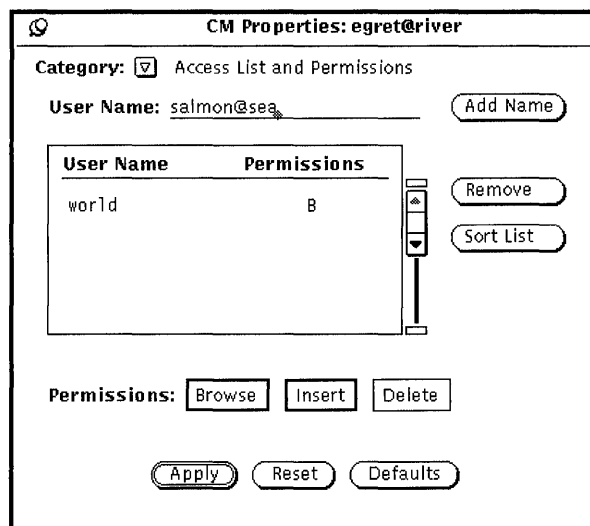 CM Properties: egret@river
Category: Access List and Permissions
User Name: salmon@sea
Add Name
User Name Permissions
world B
Remove
Sort List
Permissions: Browse Insert Delete
Apply Reset Defaults